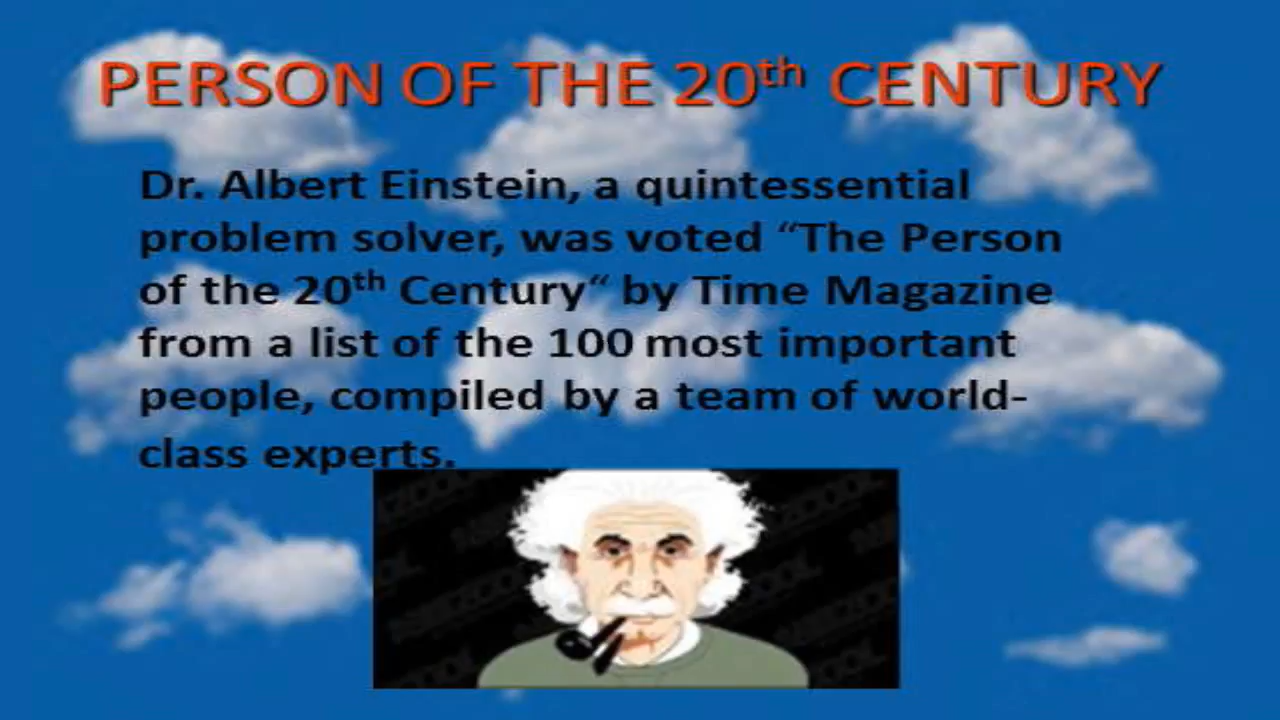 PERSON OF THE 20th CENTURY
Dr. Albert Einstein, a quintessential
problem solver, was voted “The Person
of the 20th Century“ by Time Magazine
from a list of the 100 most important
people, compiled by a team of world-
class experts.